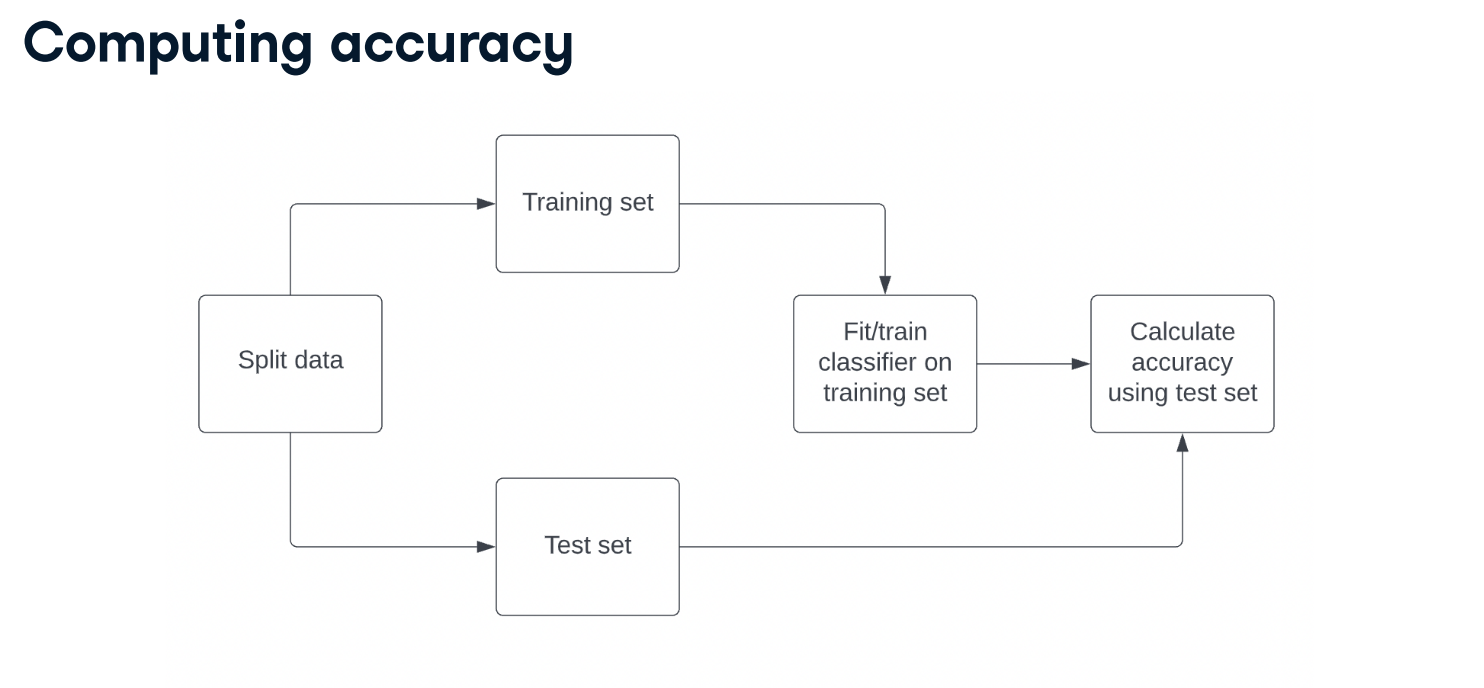 Computing accuracy
Training set
Split data
Fit/train
classifier on
training set
Calculate
accuracy
using test set
Test set